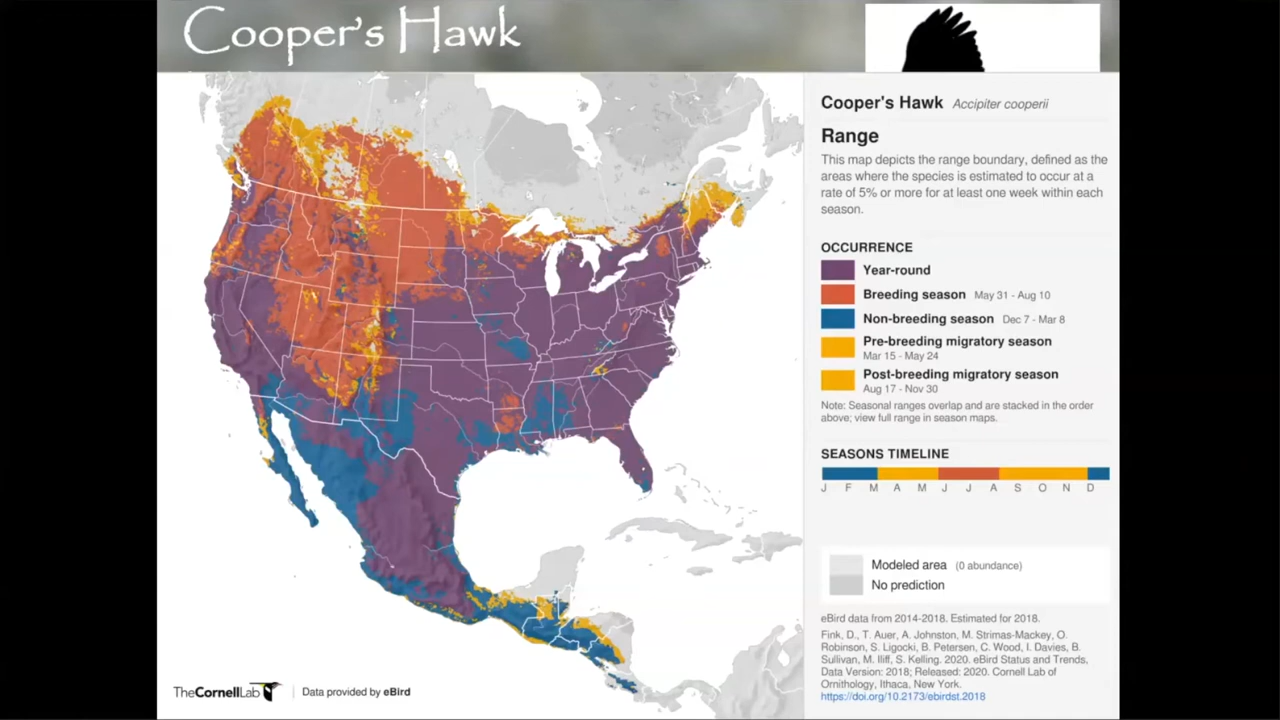 Cooper's Hawk
Cooper's Hawk Accipiter cooperii
Range
This map depicts the range boundary, defined as the
areas where the species is estimated to occur at a
rate of 5% or more for at least one week within each
season.
OCCURRENCE
Year-round
Breeding season May 31 - Aug 10
Non-breeding season Dec 7 - Mar 8
Pre-breeding migratory season
Mar 15 - May 24
Post-breeding migratory season
Aug 17 - Nov 30
Note: Seasonal ranges overlap and are stacked in the order
above; view full range in season maps.
SEASONS TIMELINE
J F M A M J J A S O N D
Modeled area (0 abundance)
No prediction
eBird data from 2014-2018. Estimated for 2018.
Fink, D., T. Auer, A. Johnston, M. Strimas-Mackey, O.
Robinson, S. Ligocki, B. Petersen, C. Wood, I. Davies, B.
Sullivan, M. Iliff, S. Kelling. 2020. eBird Status and Trends,
Data Version: 2018; Released: 2020. Cornell Lab of
Ornithology, Ithaca, New York.
https://doi.org/10.2173/ebirdst.2018
TheCornellLab Data provided by eBird